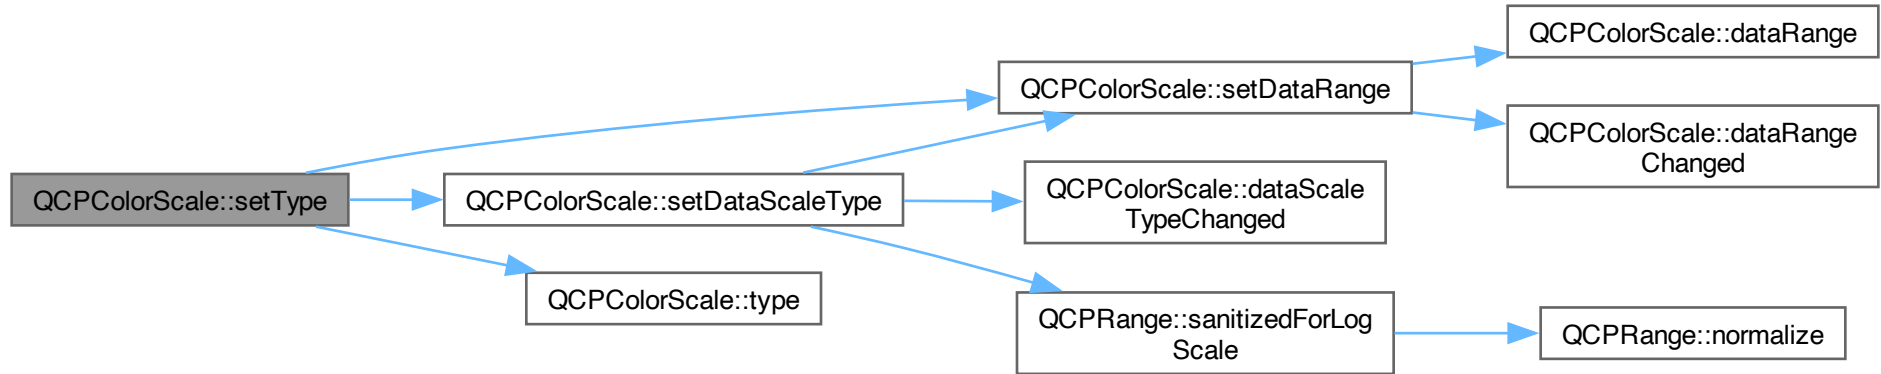 QCPColorScale::setType
QCPColorScale::setDataScaleType
QCPColorScale::type
QCPColorScale::setDataRange
QCPColorScale::dataScale
TypeChanged
QCPRange::sanitizedForLog
Scale
QCPColorScale::dataRange
QCPColorScale::dataRange
Changed
QCPRange::normalize